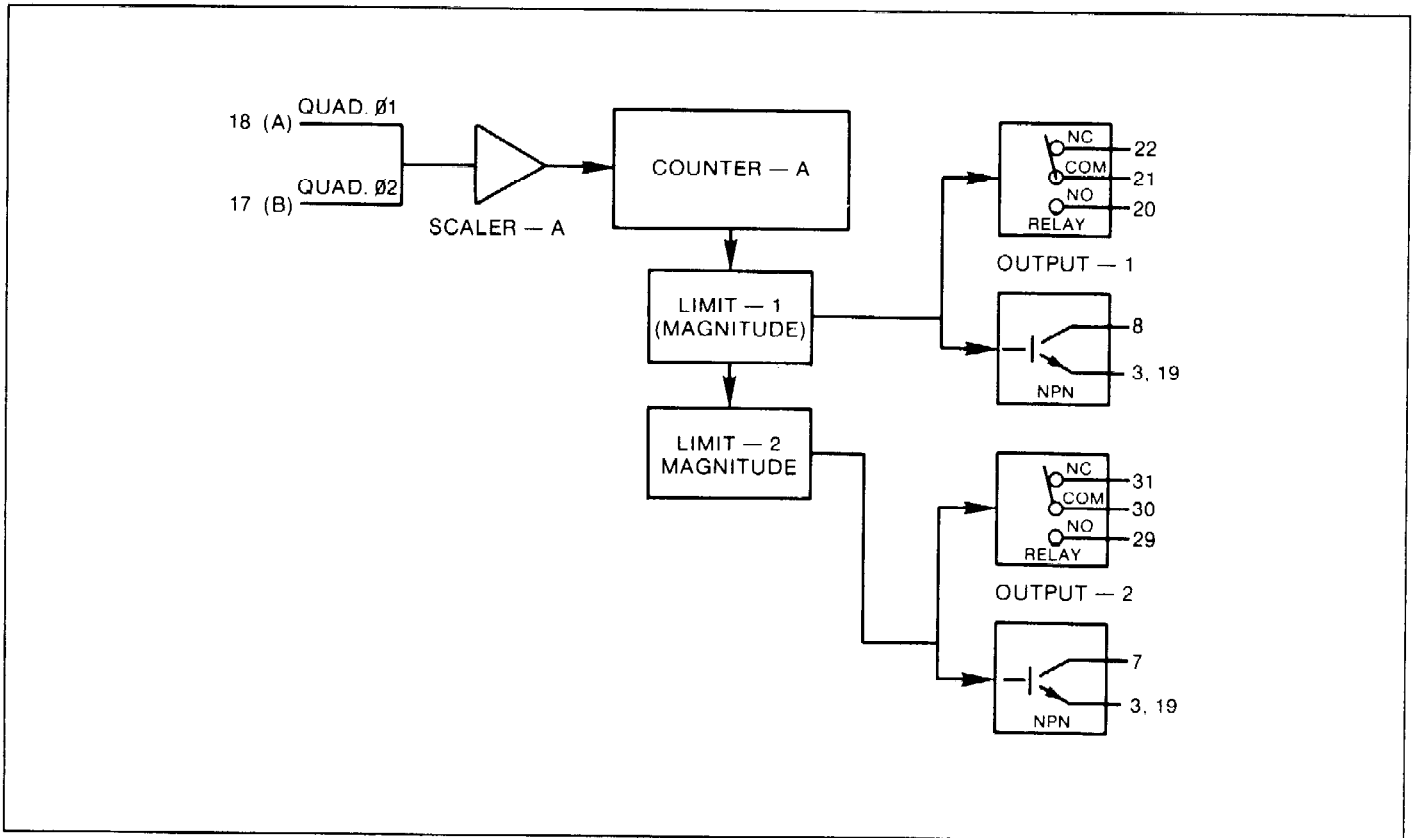 QUAD. Ø1
18 (A)
QUAD. Ø2
17 (B)
SCALER — A
COUNTER — A
LIMIT — 1
(MAGNITUDE)
LIMIT — 2
MAGNITUDE
NC
22
COM
21
NO
20
RELAY
OUTPUT — 1
8
3, 19
NPN
NC
31
COM
30
NO
29
RELAY
OUTPUT — 2
7
3, 19
NPN